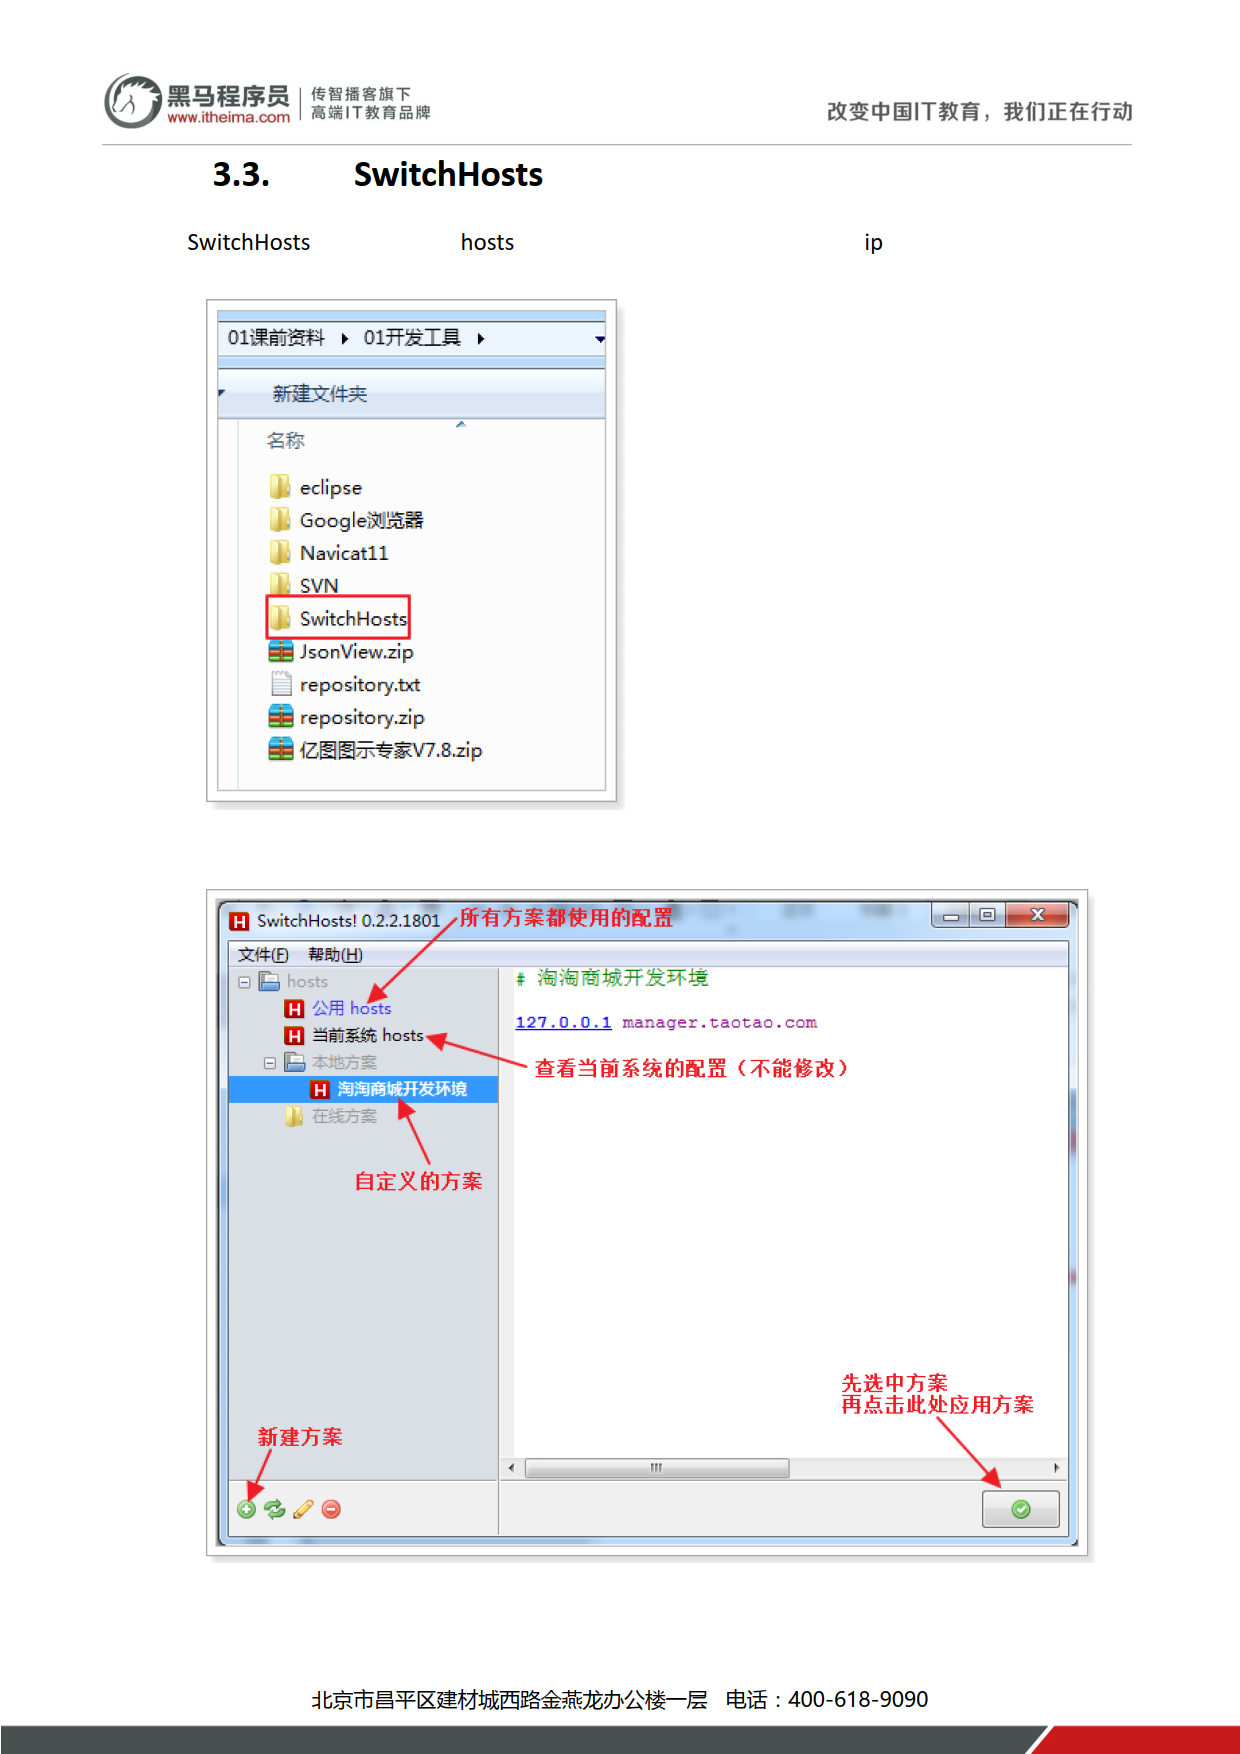 黑马程序员
www.itheima.com
传智播客旗下
高端IT教育品牌
改变中国IT教育，我们正在行动
3.3. SwitchHosts
SwitchHosts hosts ip
01课前资料 01开发工具
新建文件夹
名称
eclipse
Google浏览器
Navicat11
SVN
SwitchHosts
JsonView.zip
repository.txt
repository.zip
亿图图示专家V7.8.zip
SwitchHosts! 0.2.2.1801
所有方案都使用的配置
文件(F) 帮助(H)
hosts
# 淘淘商城开发环境
公用 hosts
127.0.0.1 manager.taotao.com
当前系统 hosts
本地方案
查看当前系统的配置（不能修改）
淘淘商城开发环境
在线方案
自定义的方案
先选中方案
再点击此处应用方案
新建方案
北京市昌平区建材城西路金燕龙办公楼一层 电话：400-618-9090